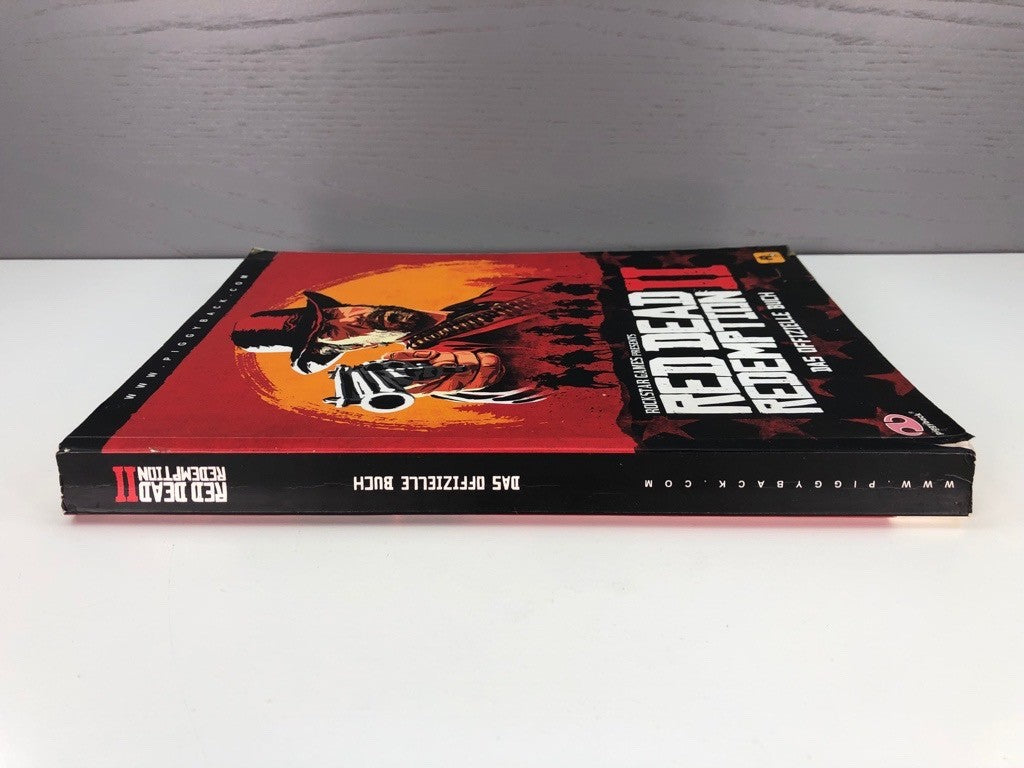 WWW.PIGGYBACK.COM
ROCKSTAR GAMES PRESENTS
RED DEAD
REDEMPTION II
DAS OFFIZIELLE BUCH
PIGGYBACK
RED DEAD
REDEMPTION II
DAS OFFIZIELLE BUCH
WWW.PIGGYBACK.COM